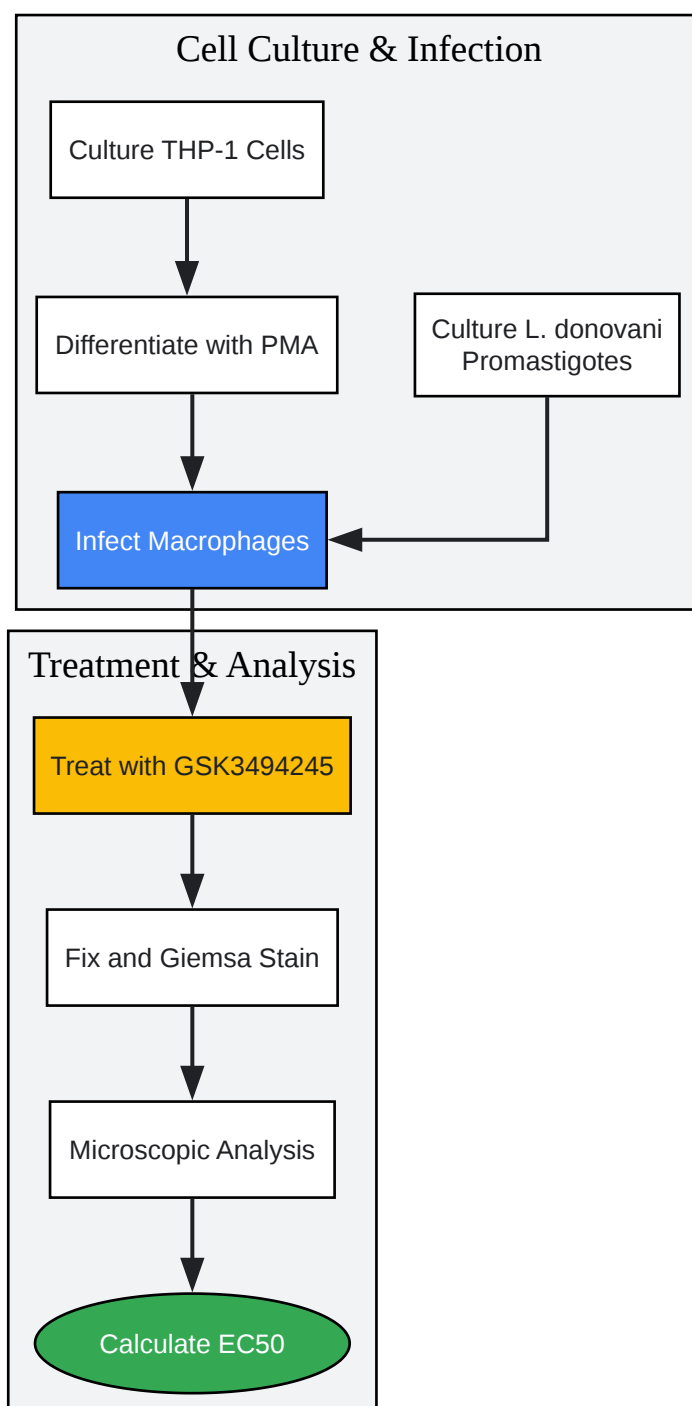 Cell Culture & Infection
Culture THP-1 Cells
Differentiate with PMA
Culture L. donovani
Promastigotes
Infect Macrophages
Treatment & Analysis
Treat with GSK3494245
Fix and Giemsa Stain
Microscopic Analysis
Calculate EC50